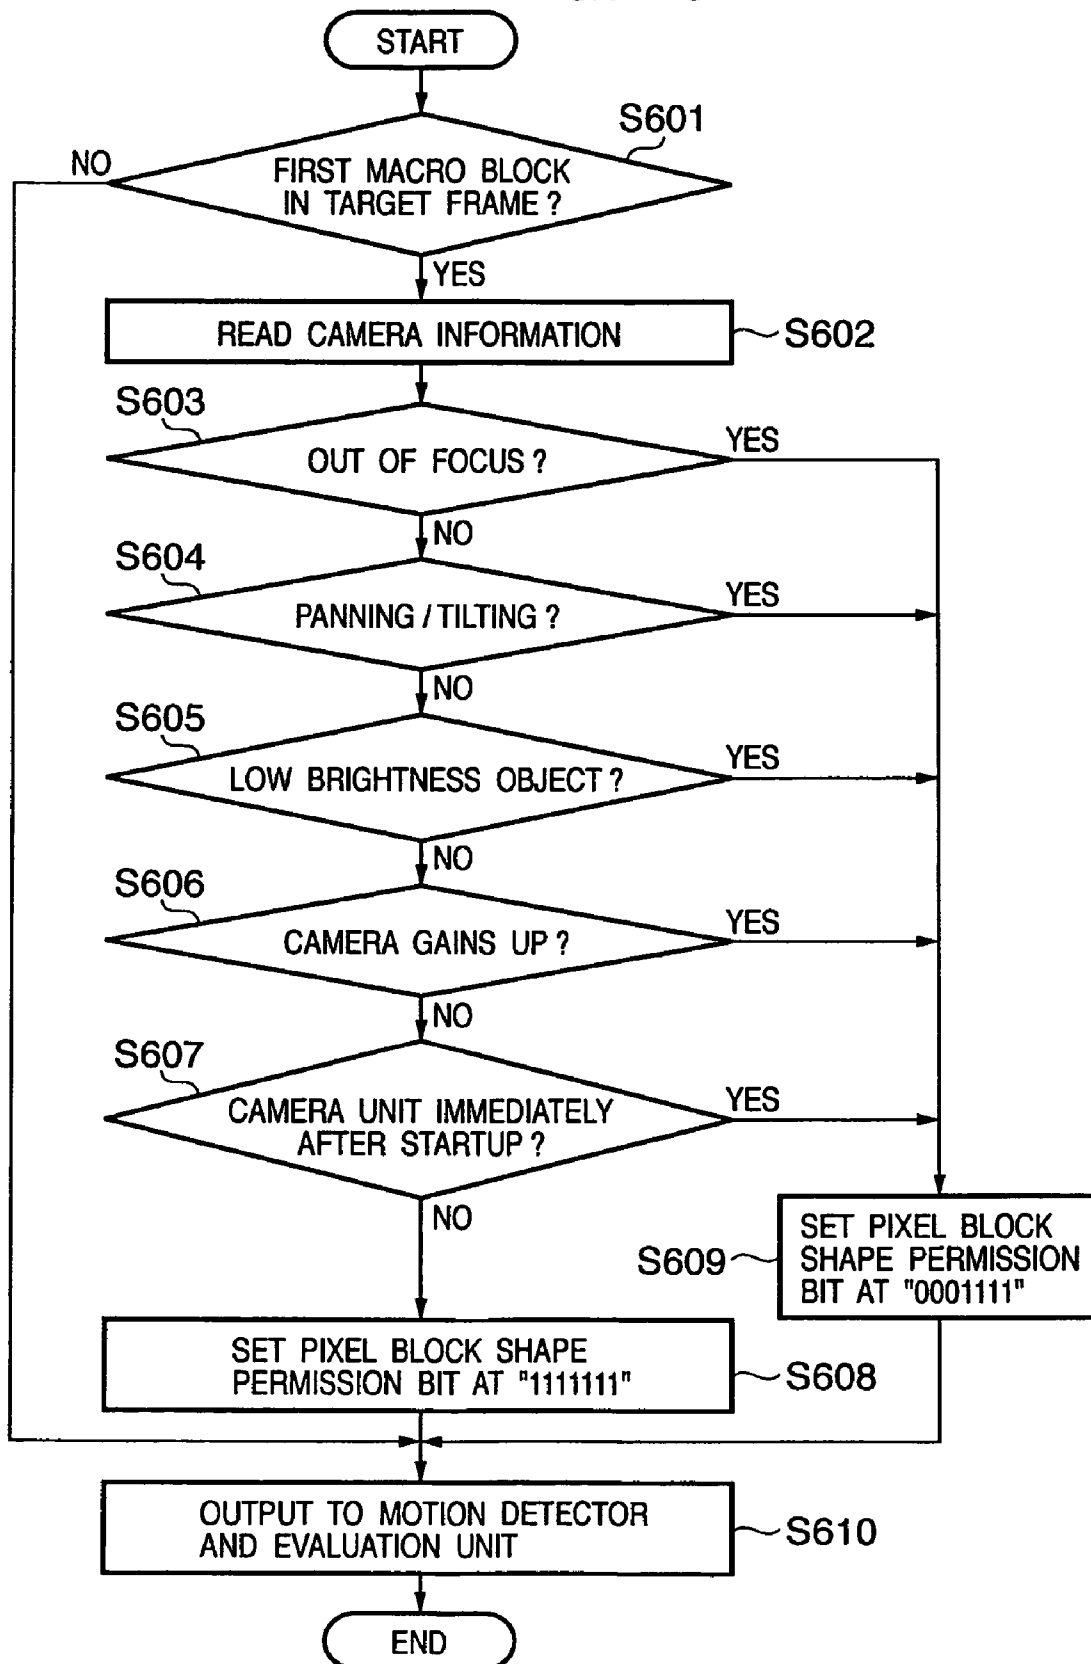 START
S601
NO
FIRST MACRO BLOCK
IN TARGET FRAME ?
YES
READ CAMERA INFORMATION
S602
S603
YES
OUT OF FOCUS ?
NO
S604
YES
PANNING / TILTING ?
NO
S605
YES
LOW BRIGHTNESS OBJECT ?
NO
S606
YES
CAMERA GAINS UP ?
NO
S607
YES
CAMERA UNIT IMMEDIATELY
AFTER STARTUP ?
NO
SET PIXEL BLOCK
SHAPE PERMISSION
BIT AT "0001111"
S609
SET PIXEL BLOCK SHAPE
PERMISSION BIT AT "1111111"
S608
OUTPUT TO MOTION DETECTOR
AND EVALUATION UNIT
S610
END